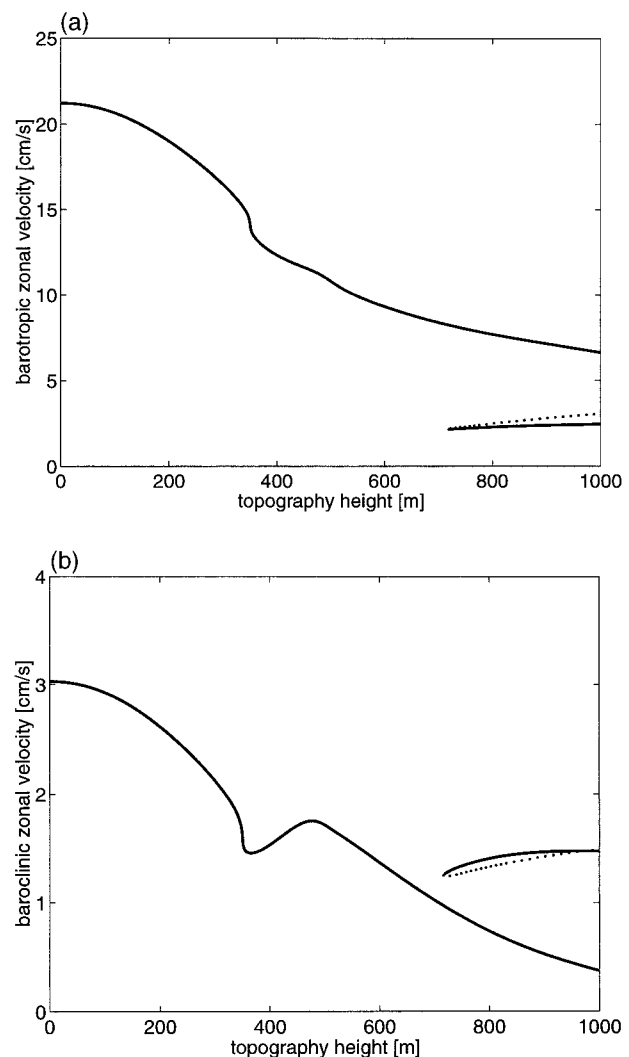 (a)
25
20
15
10
5
0
barotropic zonal velocity [cm/s]
0 200 400 600 800 1000
topography height [m]
(b)
4
3
2
1
0
baroclinic zonal velocity [cm/s]
0 200 400 600 800 1000
topography height [m]